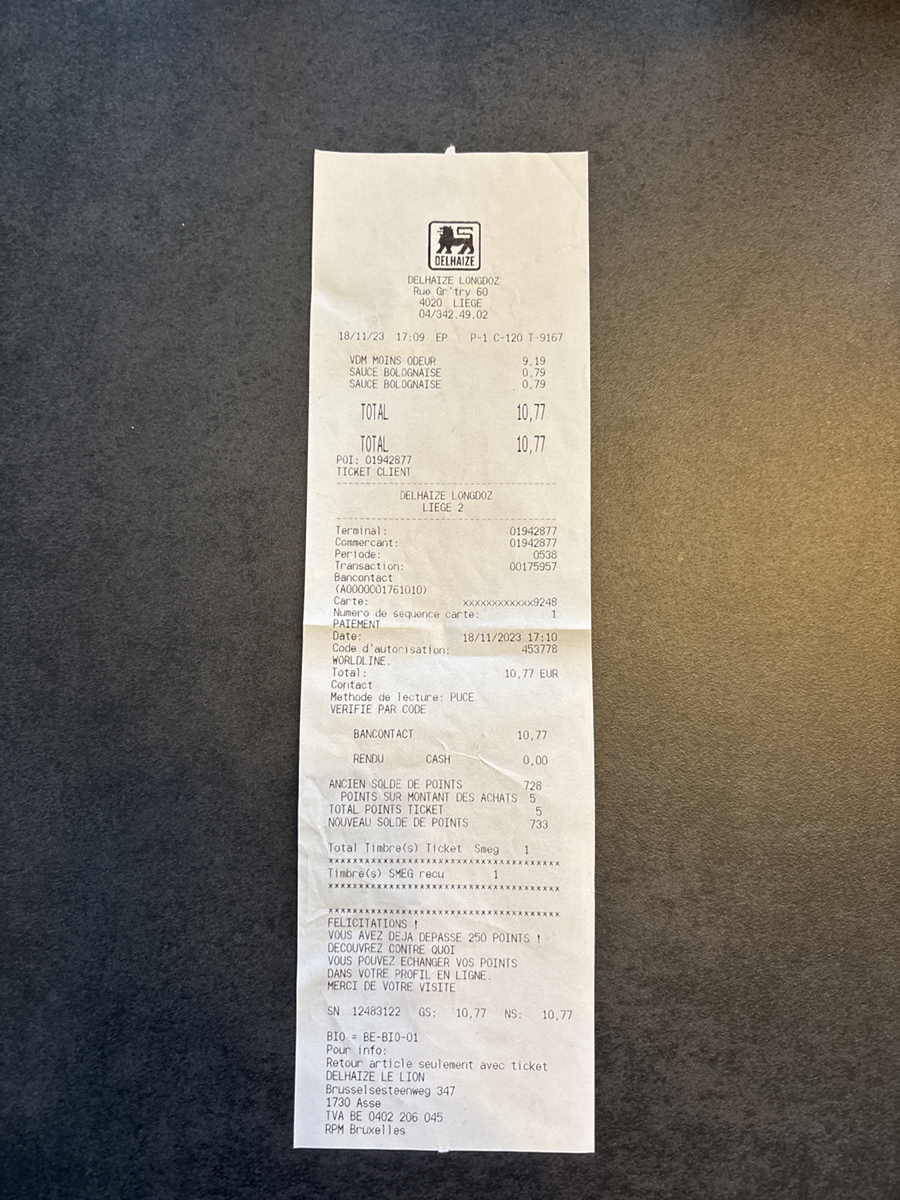 DELHAIZE
DELHAIZE LONGDOZ
Rue Gr'try 60
4020 LIEGE
04/342.49.02
18/11/23 17:09 EP P-1 C-120 T-9167
VDM MOINS ODEUR 9,19
SAUCE BOLOGNAISE 0,79
SAUCE BOLOGNAISE 0,79
TOTAL 10,77
TOTAL 10,77
POI: 01942877
TICKET CLIENT
DELHAIZE LONGDOZ
LIEGE 2
Terminal: 01942877
Commercant: 01942877
Periode: 0538
Transaction: 00175957
Bancontact
(A0000001761010)
Carte: xxxxxxxxxxxx9248
Numero de sequence carte: 1
PAIEMENT
Date: 18/11/2023 17:10
Code d'autorisation: 453778
WORLDLINE.
Total: 10,77 EUR
Contact
Methode de lecture: PUCE
VERIFIE PAR CODE
BANCONTACT 10,77
RENDU CASH 0,00
ANCIEN SOLDE DE POINTS 728
POINTS SUR MONTANT DES ACHATS 5
TOTAL POINTS TICKET 5
NOUVEAU SOLDE DE POINTS 733
Total Timbre(s) Ticket Smeg 1
xxxxxxxxxxxxxxxxxxxxxxxxxxxxxxxxxxxxxxxx
Timbre(s) SMEG recu 1
xxxxxxxxxxxxxxxxxxxxxxxxxxxxxxxxxxxxxxxx
xxxxxxxxxxxxxxxxxxxxxxxxxxxxxxxxxxxxxxxx
FELICITATIONS !
VOUS AVEZ DEJA DEPASSE 250 POINTS !
DECOUVREZ CONTRE QUOI
VOUS POUVEZ ECHANGER VOS POINTS
DANS VOTRE PROFIL EN LIGNE.
MERCI DE VOTRE VISITE
SN 12483122 GS: 10,77 NS: 10,77
BIO = BE-BIO-01
Pour info:
Retour article seulement avec ticket
DELHAIZE LE LION
Brusselsesteenweg 347
1730 Asse
TVA BE 0402 206 045
RPM Bruxelles